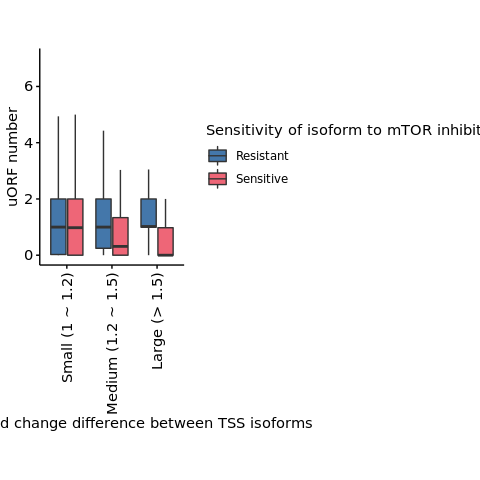 uORF number
6
4
2
0
Small (1 ~ 1.2)
Medium (1.2 ~ 1.5)
Large (> 1.5)
d change difference between TSS isoforms
Sensitivity of isoform to mTOR inhibit
Resistant
Sensitive